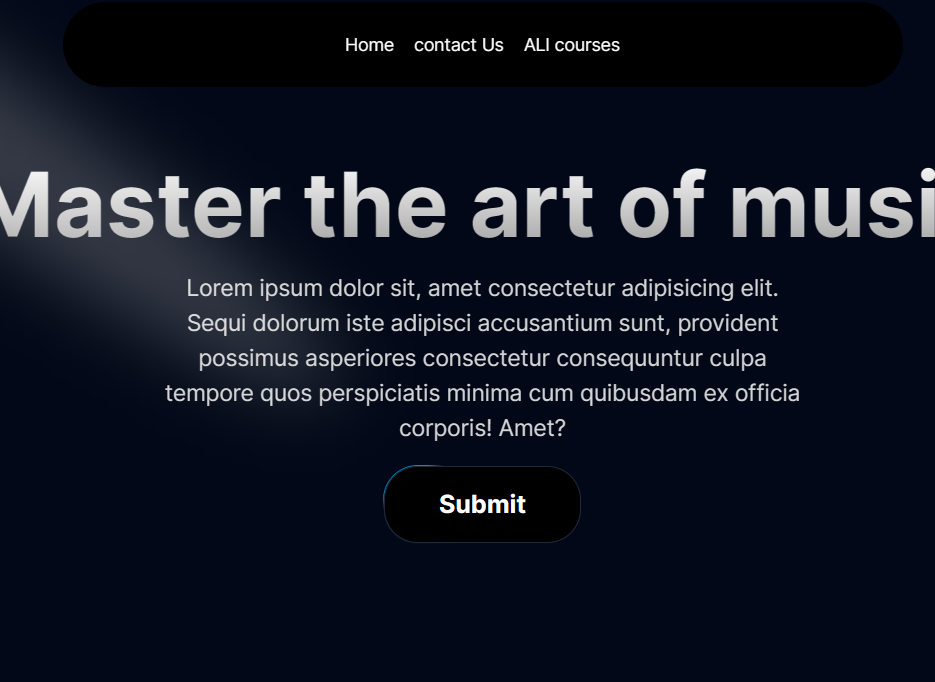 Home contact Us ALI courses
Master the art of musi
Lorem ipsum dolor sit, amet consectetur adipisicing elit.
Sequi dolorum iste adipisci accusantium sunt, provident
possimus asperiores consectetur consequuntur culpa
tempore quos perspiciatis minima cum quibusdam ex officia
corporis! Amet?
Submit